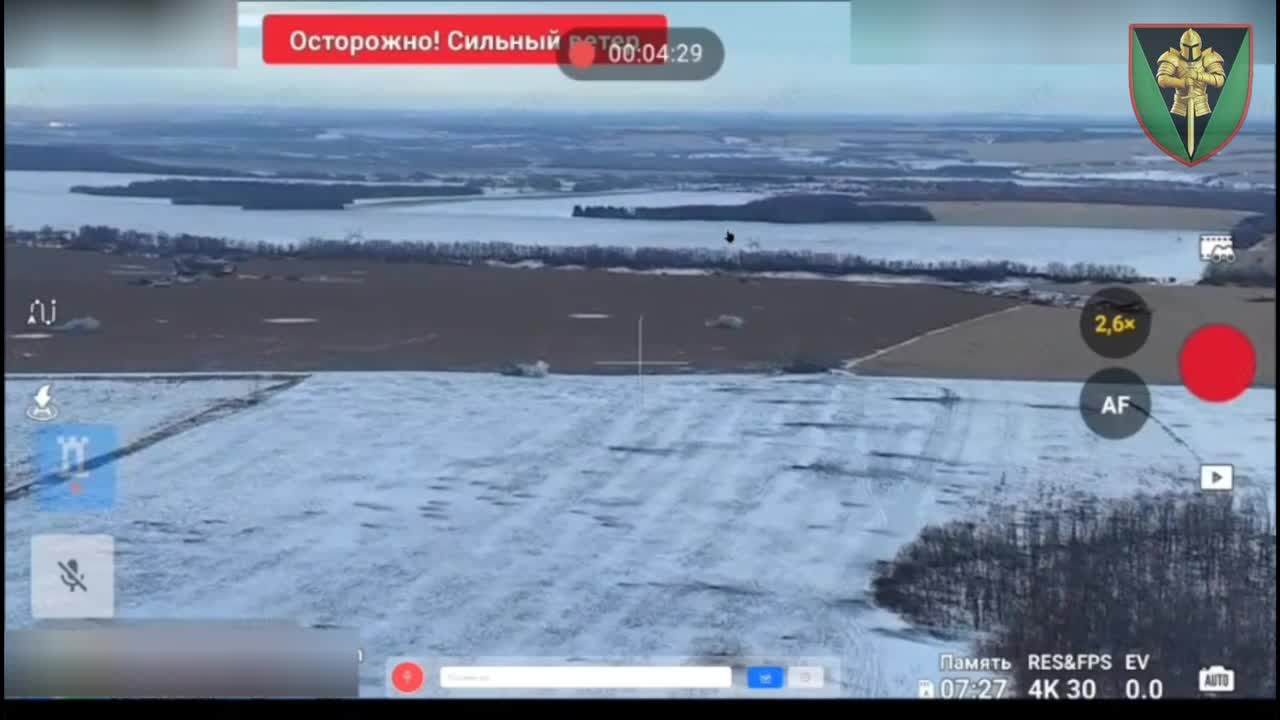 Осторожно! Сильный ветер
00:04:29
2,6×
AF
Память RES&FPS EV
07:27 4K 30 0.0
AUTO